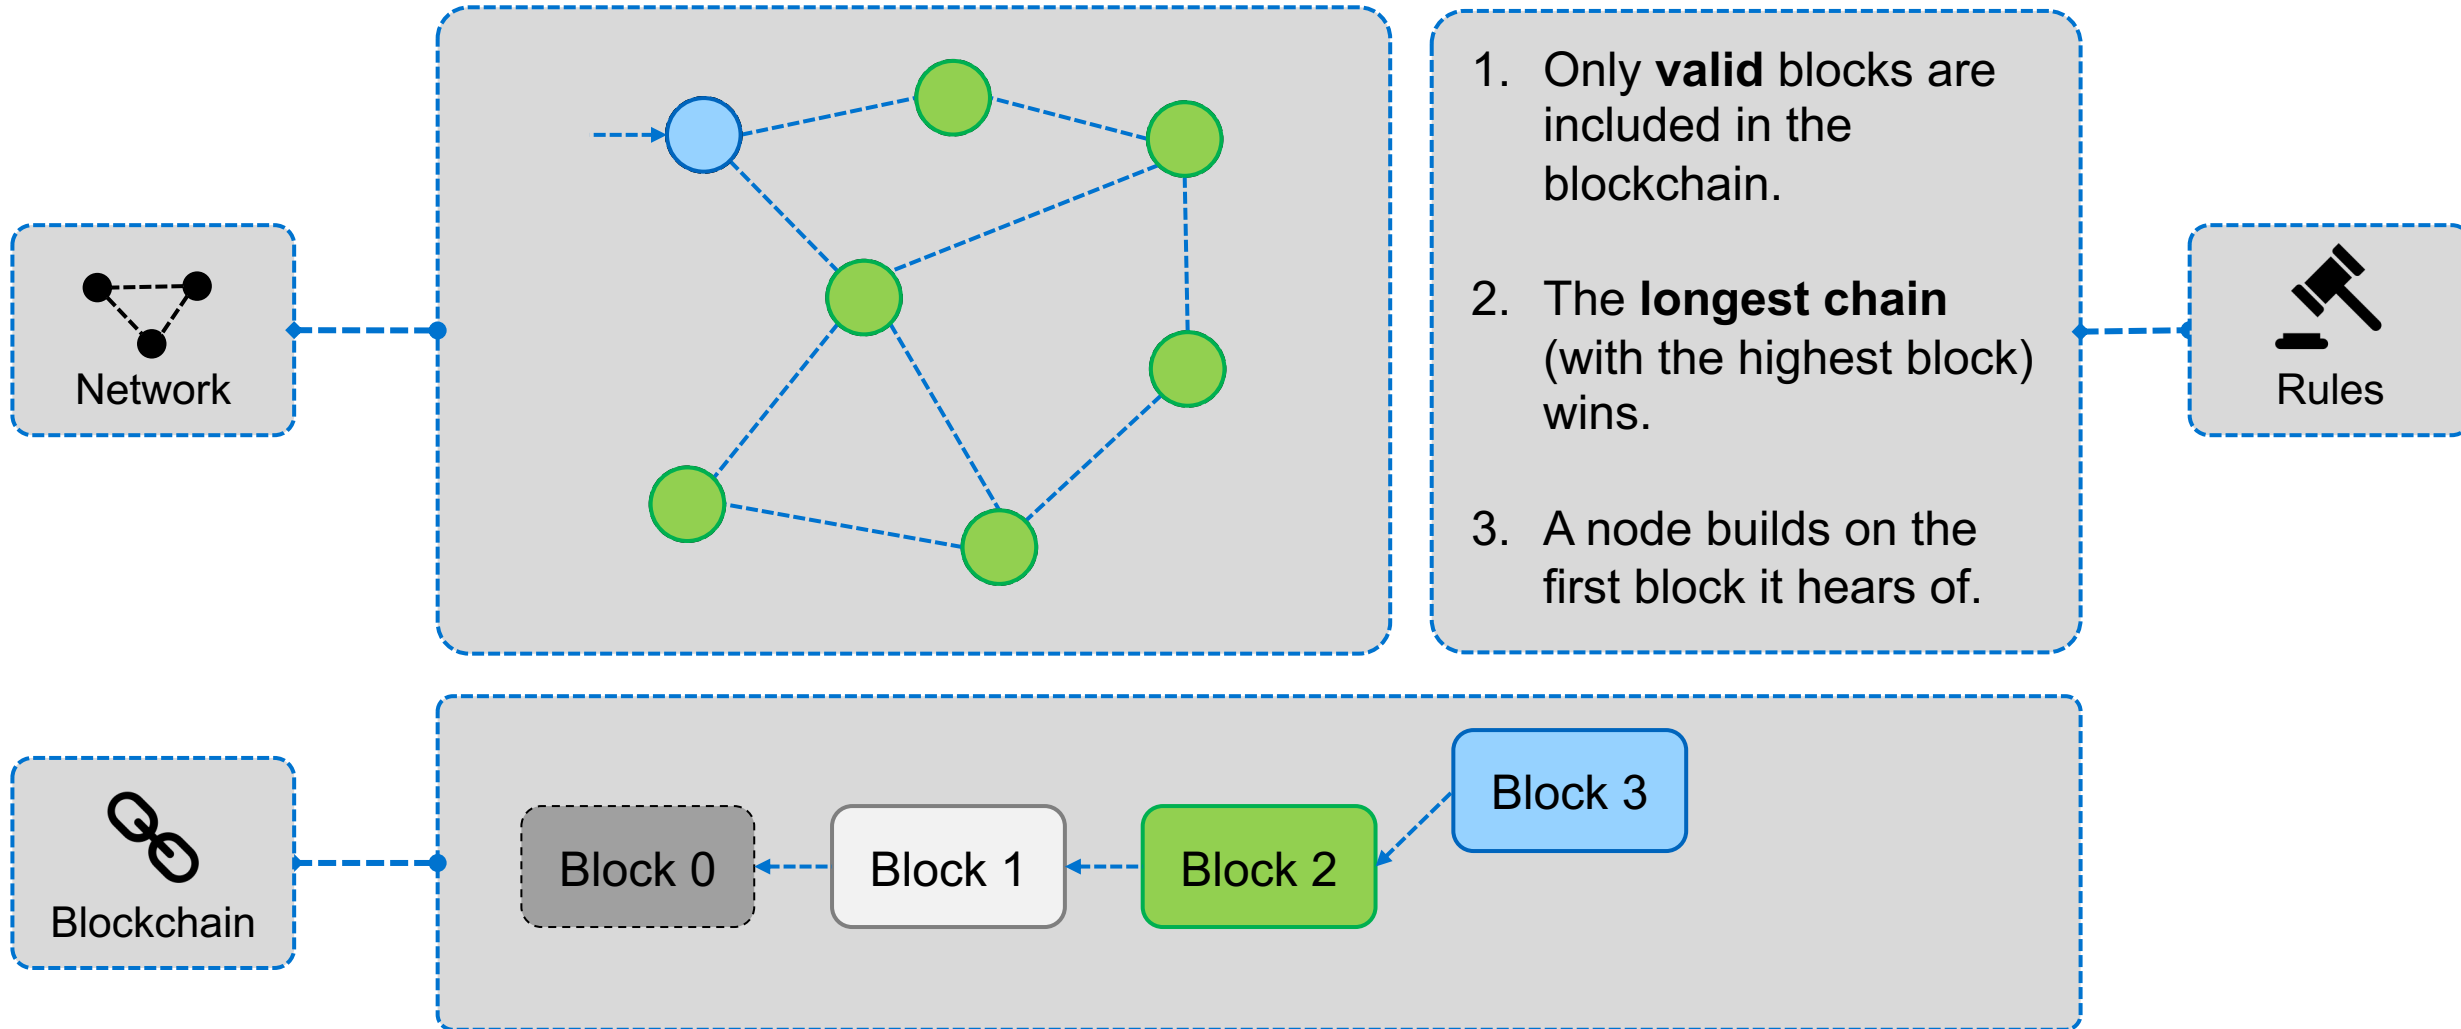 Network
1. Only valid blocks are
included in the
blockchain.
2. The longest chain
(with the highest block)
wins.
3. A node builds on the
first block it hears of.
Rules
Blockchain
Block 0
Block 1
Block 2
Block 3